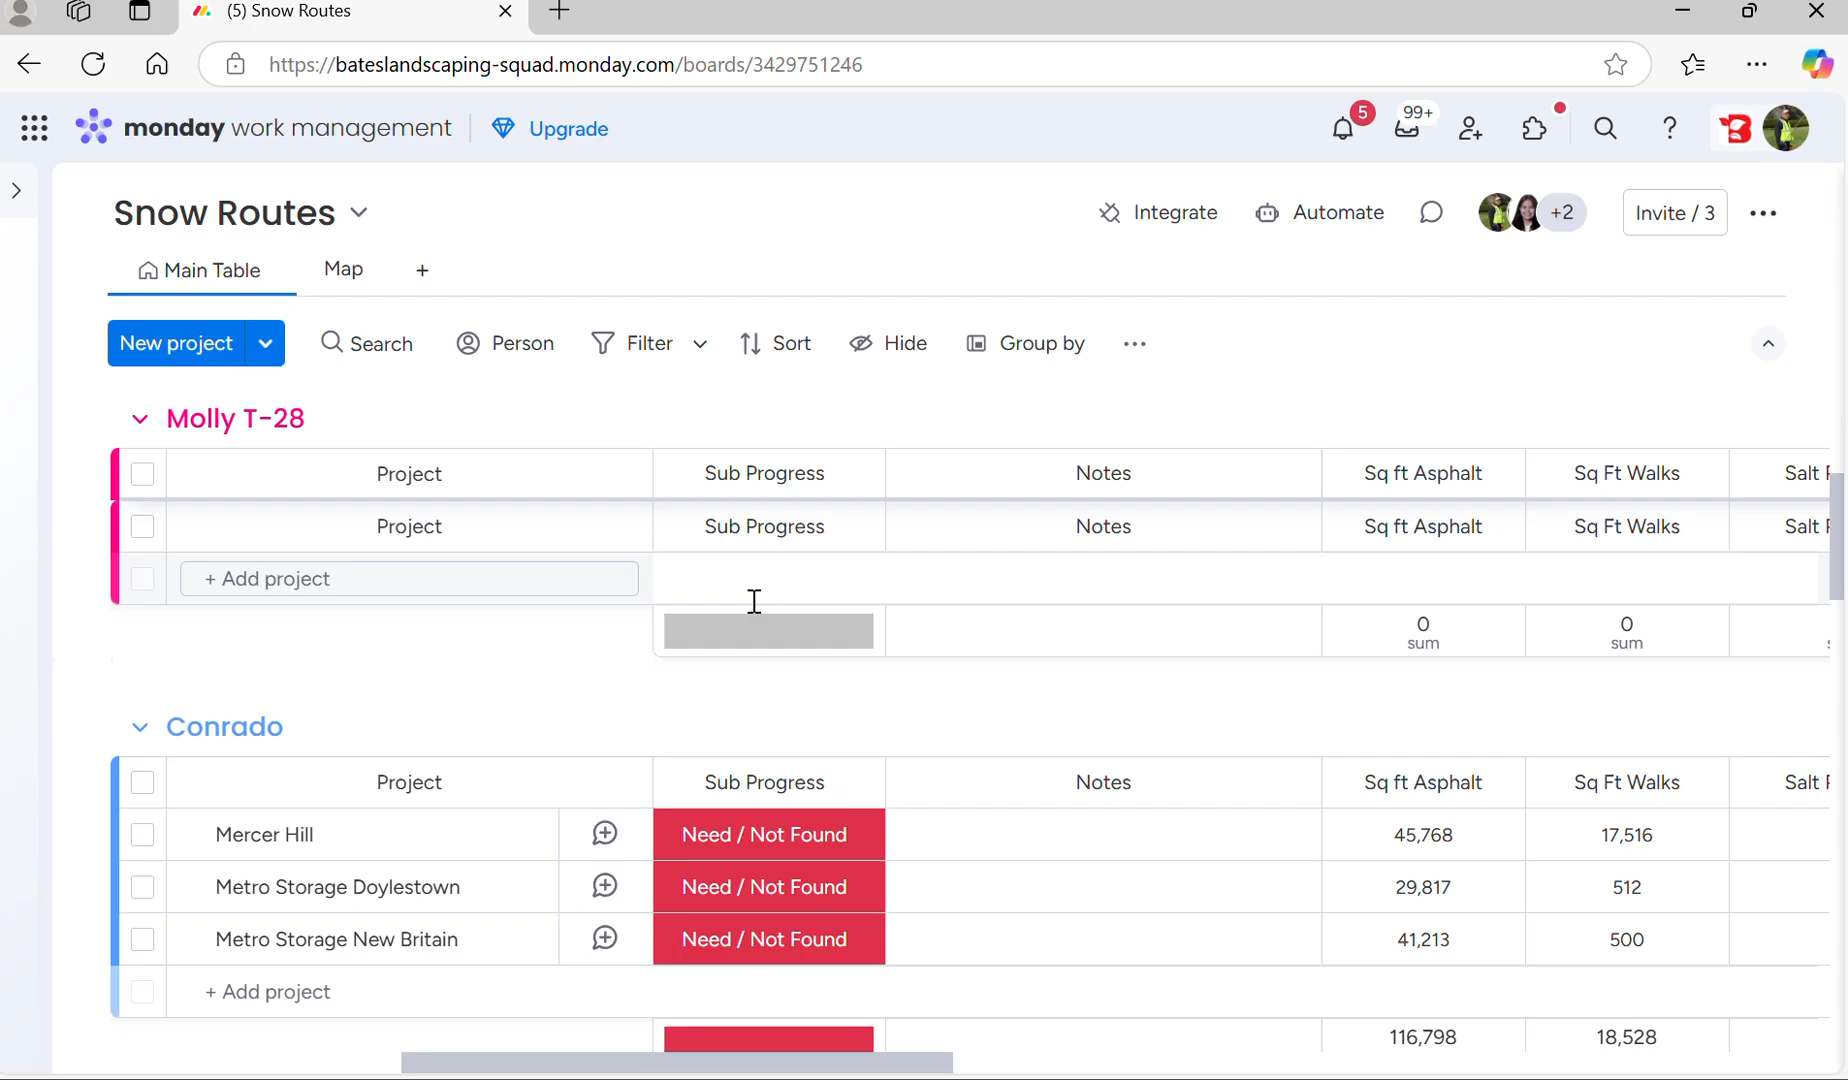 (5) Snow Routes
https://bateslandscaping-squad.monday.com/boards/3429751246
monday work management
Upgrade
5
99+
Snow Routes
Integrate
Automate
+2
Invite / 3
Main Table
Map
+
New project
Search
Person
Filter
Sort
Hide
Group by
Molly T-28
Project Sub Progress Notes Sq ft Asphalt Sq Ft Walks Salt
Project Sub Progress Notes Sq ft Asphalt Sq Ft Walks Salt
+ Add project
0 0
sum sum
Conrado
Project Sub Progress Notes Sq ft Asphalt Sq Ft Walks Salt
Mercer Hill Need / Not Found 45,768 17,516
Metro Storage Doylestown Need / Not Found 29,817 512
Metro Storage New Britain Need / Not Found 41,213 500
+ Add project
116,798 18,528